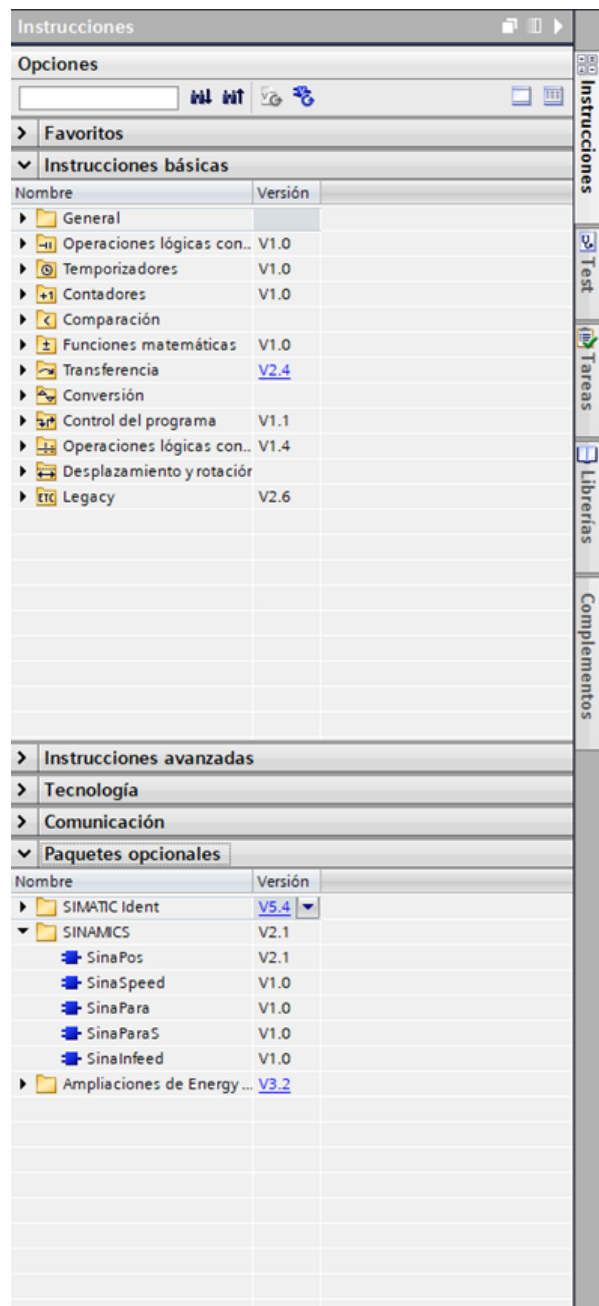 Instrucciones
Opciones
Favoritos
Instrucciones básicas
Nombre Versión
General
Operaciones lógicas con.. V1.0
Temporizadores V1.0
Contadores V1.0
Comparación
Funciones matemáticas V1.0
Transferencia V2.4
Conversión
Control del programa V1.1
Operaciones lógicas con.. V1.4
Desplazamiento y rotación
Legacy V2.6
Instrucciones avanzadas
Tecnología
Comunicación
Paquetes opcionales
Nombre Versión
SIMATIC Ident V5.4
SINAMICS V2.1
SinaPos V2.1
SinaSpeed V1.0
SinaPara V1.0
SinaParaS V1.0
SinaInfeed V1.0
Ampliaciones de Energy ... V3.2
Instrucciones
Test
Tareas
Librerías
Complementos